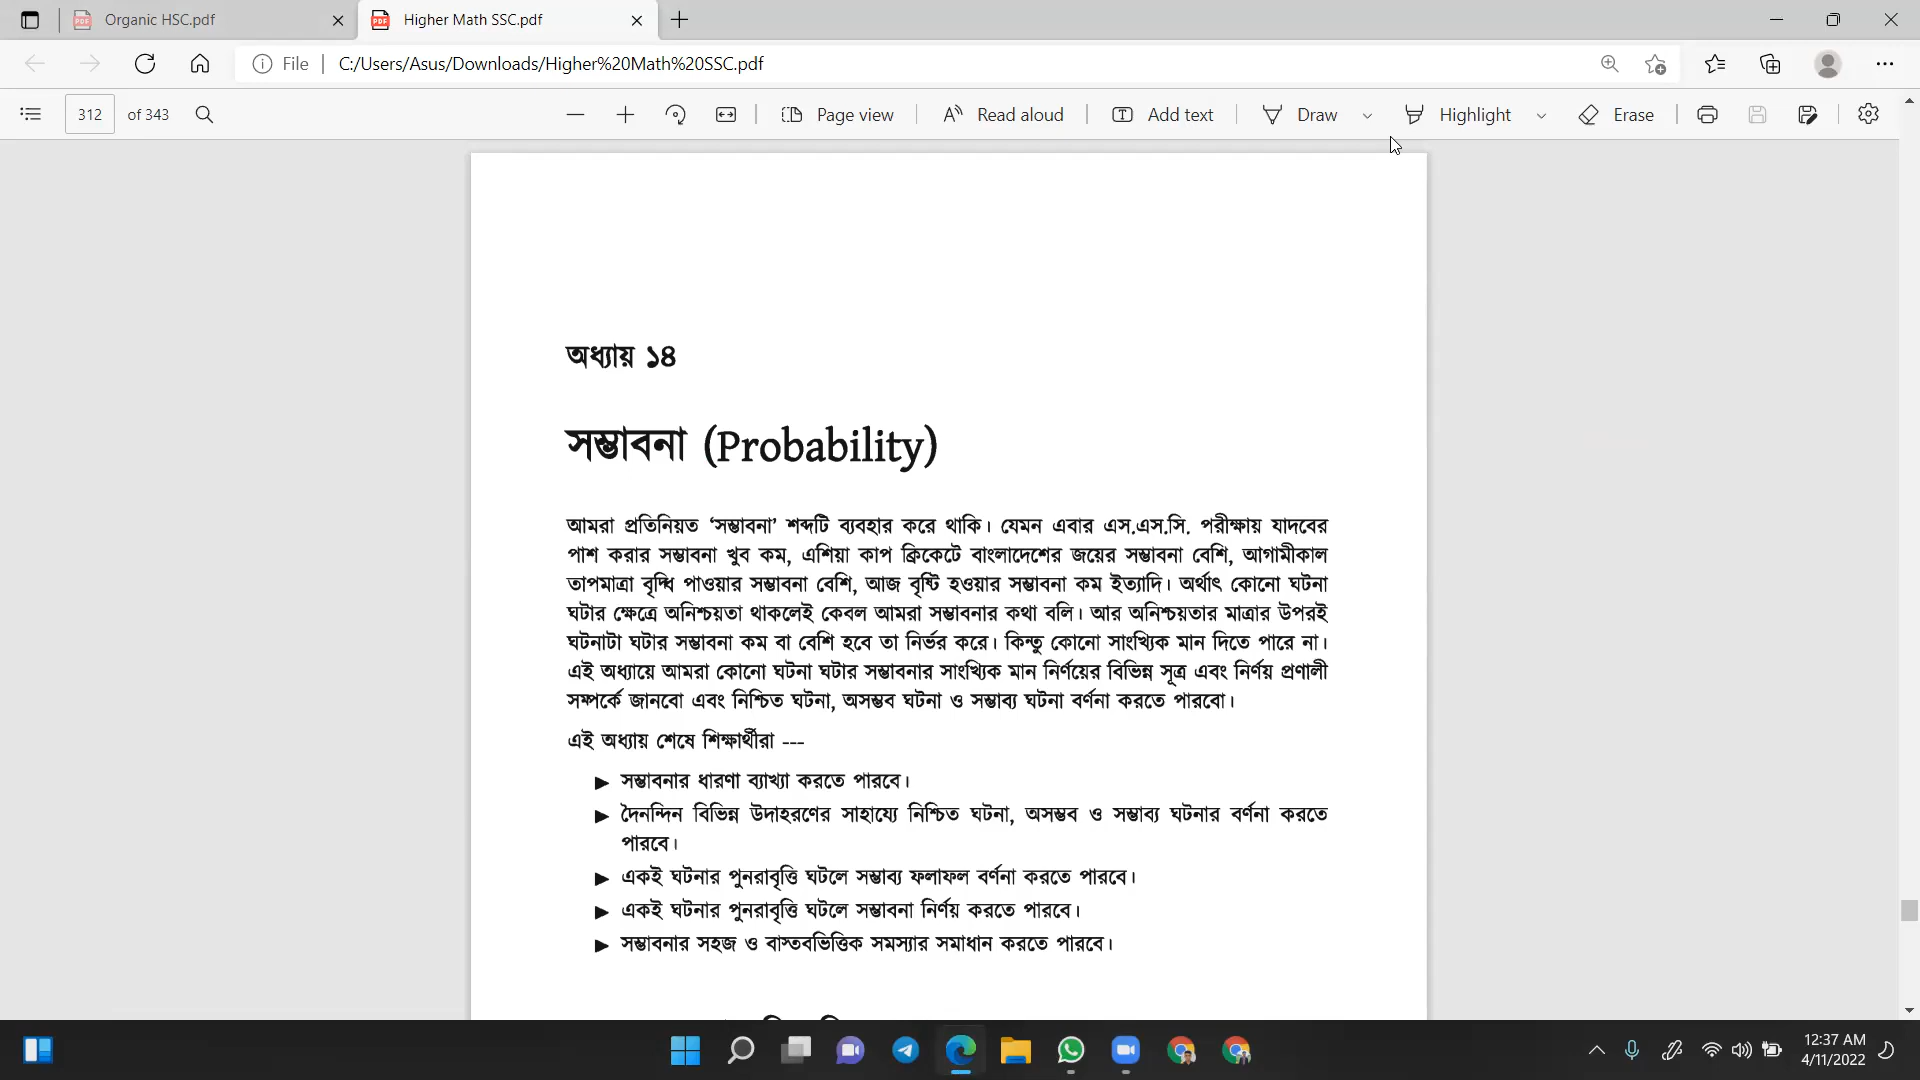 Organic HSC.pdf
Higher Math SSC.pdf
File
C:/Users/Asus/Downloads/Higher%20Math%20SSC.pdf
312 of 343
Page view
Read aloud
Add text
Draw
Highlight
Erase
অধ্যায় ১৪
সম্ভাবনা (Probability)
আমরা প্রতিনিয়ত ‘সম্ভাবনা’ শব্দটি ব্যবহার করে থাকি। যেমন এবার এস.এস.সি. পরীক্ষায় যাদবের
পাশ করার সম্ভাবনা খুব কম, এশিয়া কাপ ক্রিকেটে বাংলাদেশের জয়ের সম্ভাবনা বেশি, আগামীকাল
তাপমাত্রা বৃদ্ধি পাওয়ার সম্ভাবনা বেশি, আজ বৃষ্টি হওয়ার সম্ভাবনা কম ইত্যাদি। অর্থাৎ কোনো ঘটনা
ঘটার ক্ষেত্রে অনিশ্চয়তা থাকলেই কেবল আমরা সম্ভাবনার কথা বলি। আর অনিশ্চয়তার মাত্রার উপরই
ঘটনাটা ঘটার সম্ভাবনা কম বা বেশি হবে তা নির্ভর করে। কিন্তু কোনো সাংখ্যিক মান দিতে পারে না।
এই অধ্যায়ে আমরা কোনো ঘটনা ঘটার সম্ভাবনার সাংখ্যিক মান নির্ণয়ের বিভিন্ন সূত্র এবং নির্ণয় প্রণালী
সম্পর্কে জানবো এবং নিশ্চিত ঘটনা, অসম্ভব ঘটনা ও সম্ভাব্য ঘটনা বর্ণনা করতে পারবো।
এই অধ্যায় শেষে শিক্ষার্থীরা ---
▶ সম্ভাবনার ধারণা ব্যাখ্যা করতে পারবে।
▶ দৈনন্দিন বিভিন্ন উদাহরণের সাহায্যে নিশ্চিত ঘটনা, অসম্ভব ও সম্ভাব্য ঘটনার বর্ণনা করতে
পারবে।
▶ একই ঘটনার পুনরাবৃত্তি ঘটলে সম্ভাব্য ফলাফল বর্ণনা করতে পারবে।
▶ একই ঘটনার পুনরাবৃত্তি ঘটলে সম্ভাবনা নির্ণয় করতে পারবে।
▶ সম্ভাবনার সহজ ও বাস্তবভিত্তিক সমস্যার সমাধান করতে পারবে।
12:37 AM
4/11/2022